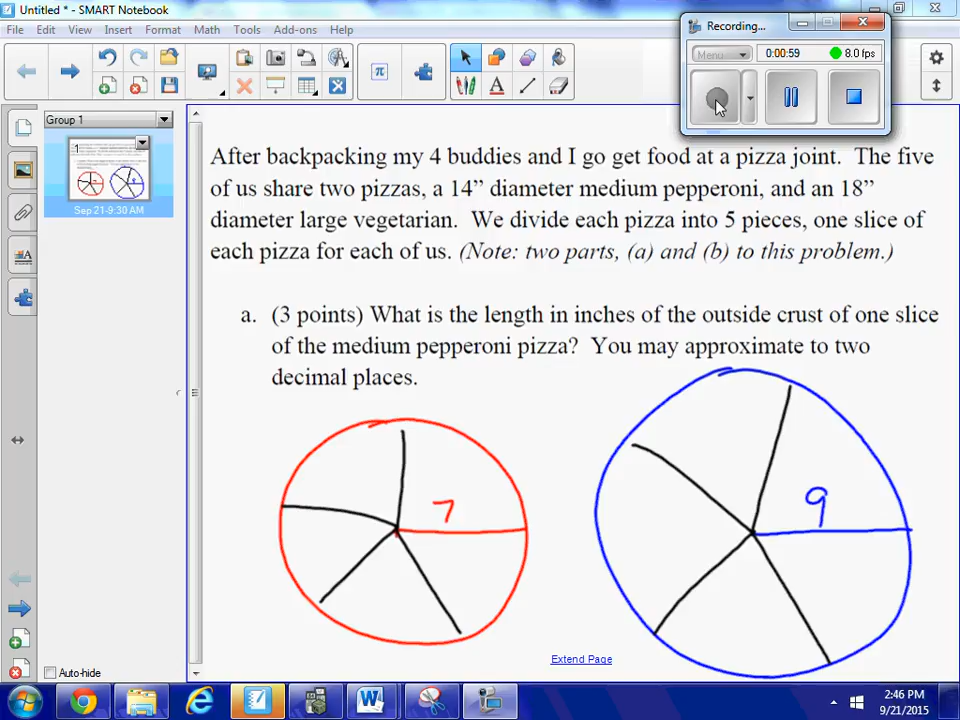 Untitled * - SMART Notebook
Recording...
File Edit View Insert Format Math Tools Add-ons Help
Menu 0:00:59 8.0 fps
π
A
Group 1
1
Sep 21-9:30 AM
After backpacking my 4 buddies and I go get food at a pizza joint. The five
of us share two pizzas, a 14” diameter medium pepperoni, and an 18”
diameter large vegetarian. We divide each pizza into 5 pieces, one slice of
each pizza for each of us. (Note: two parts, (a) and (b) to this problem.)
a. (3 points) What is the length in inches of the outside crust of one slice
of the medium pepperoni pizza? You may approximate to two
decimal places.
7
9
Extend Page
Auto-hide
2:46 PM
9/21/2015